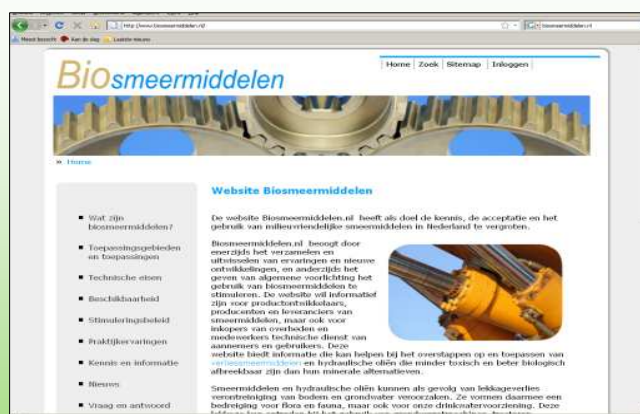 http://www.biosmeermiddelen.nl/
biosmeermiddelen.nl
Meest bezocht Aan de slag Laatste nieuws
Biosmeermiddelen
Home Zoek Sitemap Inloggen
» Home
Wat zijn
biosmeermiddelen?
Toepassingsgebieden
en toepassingen
Technische eisen
Beschikbaarheid
Stimuleringsbeleid
Praktijkervaringen
Kennis en informatie
Nieuws
Vraag en antwoord
Website Biosmeermiddelen
De website Biosmeermiddelen.nl heeft als doel de kennis, de acceptatie en het
gebruik van milieuvriendelijke smeermiddelen in Nederland te vergroten.
Biosmeermiddelen.nl beoogt door
enerzijds het verzamelen en
uitwisselen van ervaringen en nieuwe
ontwikkelingen, en anderzijds het
geven van algemene voorlichting het
gebruik van biosmeermiddelen te
stimuleren. De website wil informatief
zijn voor productontwikkelaars,
producenten en leveranciers van
smeermiddelen, maar ook voor
inkopers van overheden en
medewerkers technische dienst van
aannemers en gebruikers. Deze
website biedt informatie die kan helpen bij het overstappen op en toepassen van
verliessmeermiddelen en hydraulische oliën die minder toxisch en beter biologisch
afbreekbaar zijn dan hun minerale alternatieven.
Smeermiddelen en hydraulische oliën kunnen als gevolg van lekkageverlies
verontreiniging van bodem en grondwater veroorzaken. Ze vormen daarmee een
bedreiging voor flora en fauna, maar ook voor onze drinkwatervoorziening. Deze